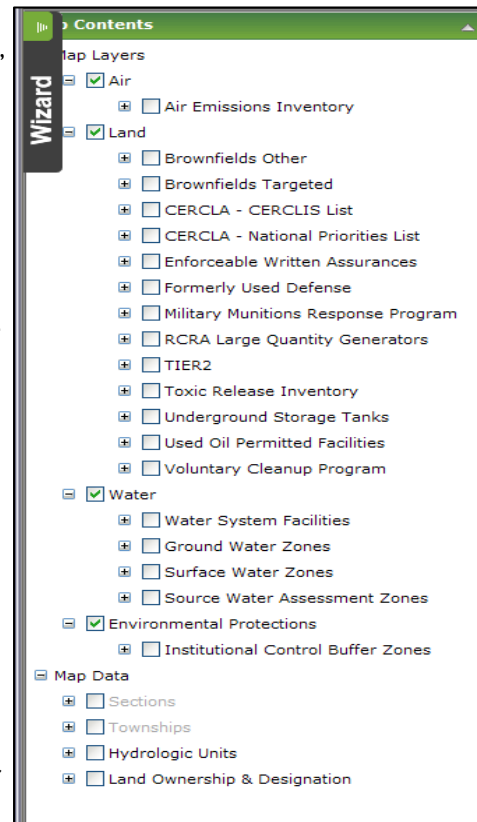 p Contents
Wizard
Map Layers
Air
Air Emissions Inventory
Land
Brownfields Other
Brownfields Targeted
CERCLA - CERCLIS List
CERCLA - National Priorities List
Enforceable Written Assurances
Formerly Used Defense
Military Munitions Response Program
RCRA Large Quantity Generators
TIER2
Toxic Release Inventory
Underground Storage Tanks
Used Oil Permitted Facilities
Voluntary Cleanup Program
Water
Water System Facilities
Ground Water Zones
Surface Water Zones
Source Water Assessment Zones
Environmental Protections
Institutional Control Buffer Zones
Map Data
Sections
Townships
Hydrologic Units
Land Ownership & Designation